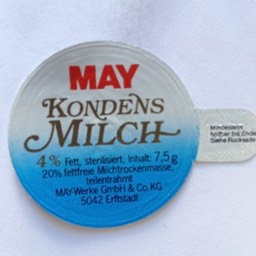 MAY
KONDENS
MILCH
4% Fett, sterilisiert, Inhalt: 7,5 g
20% fettfreie Milchtrockenmasse,
teilentrahmt
MAY-Werke GmbH & Co. KG
5042 Erftstadt
Mindestens
haltbar bis Ende
Siehe Rückseite